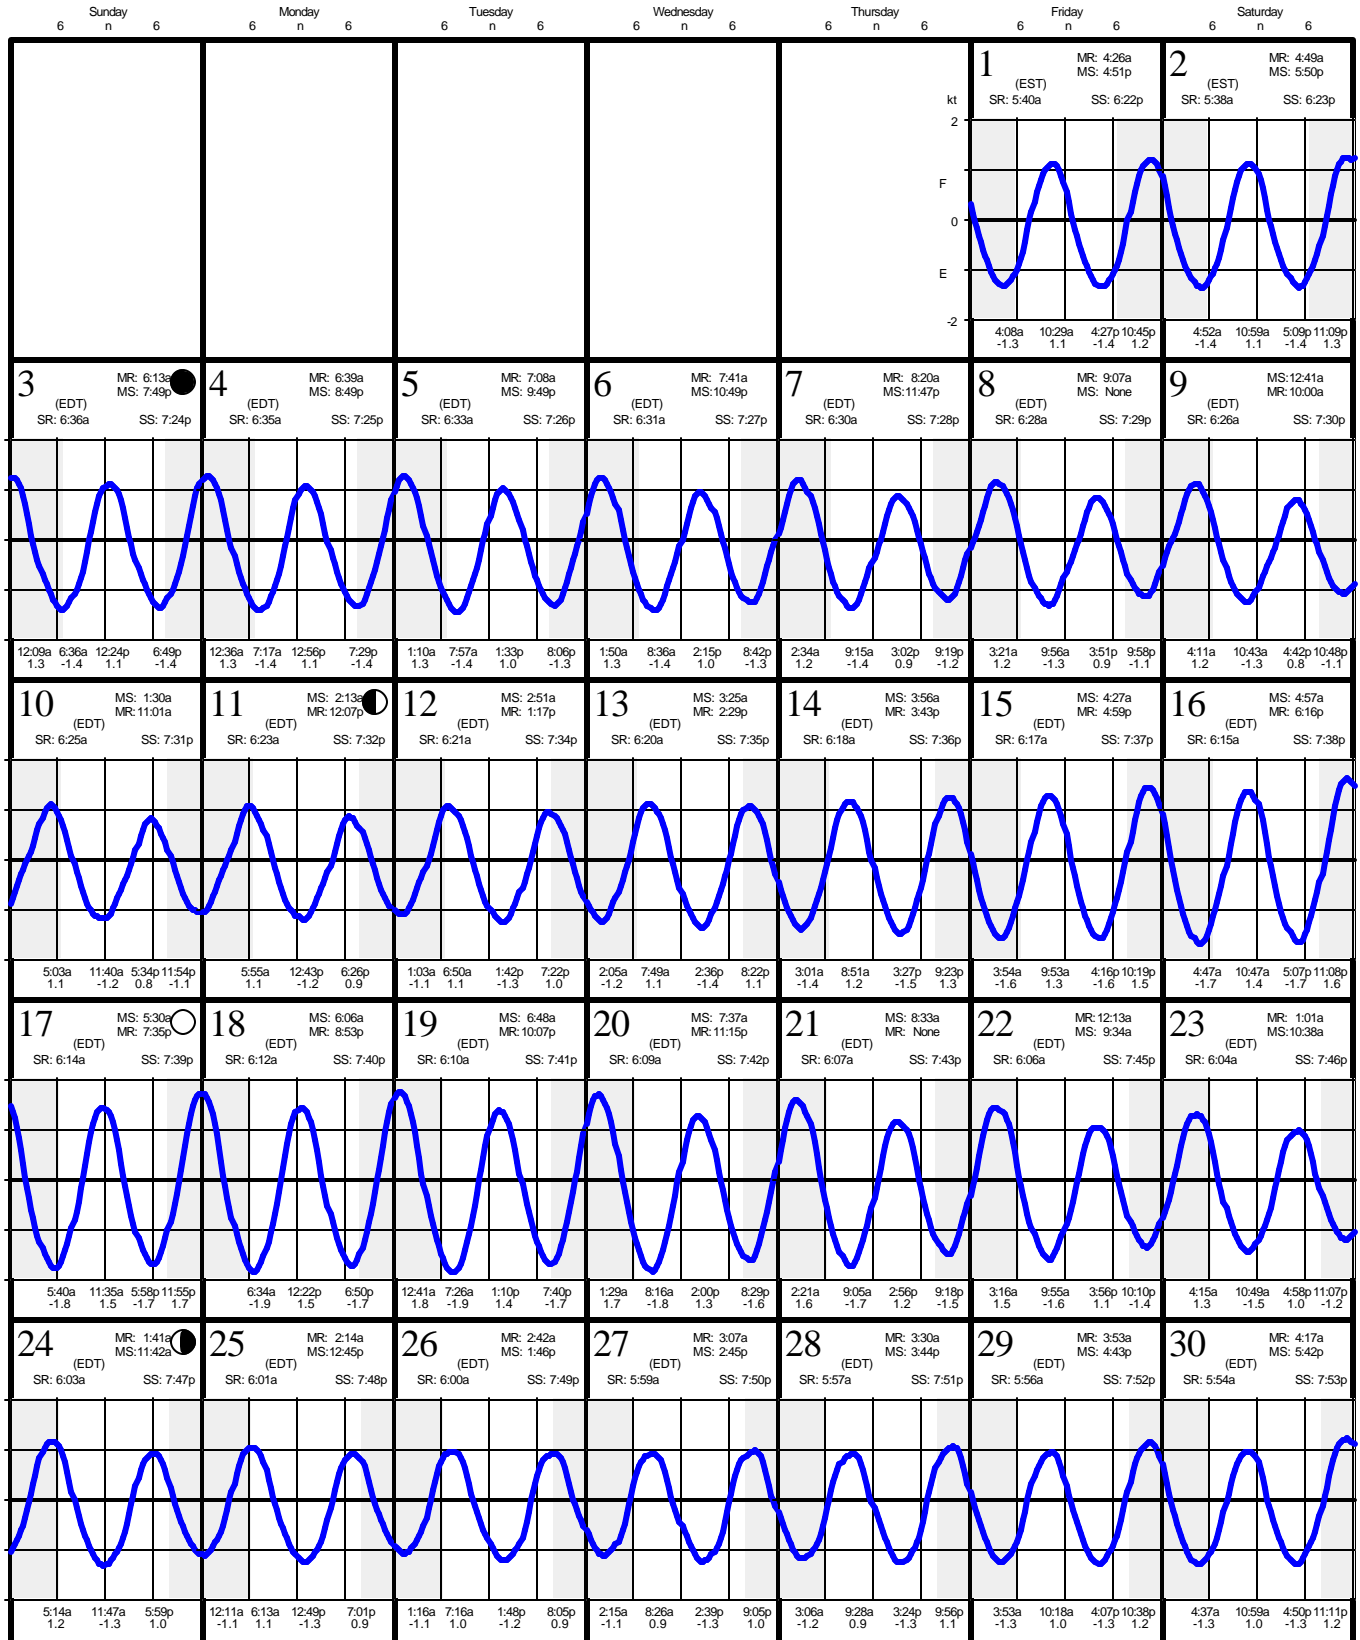 Sunday Monday Tuesday Wednesday Thursday Friday Saturday
6 n 6 6 n 6 6 n 6 6 n 6 6 n 6 6 n 6 6 n 6
1 MR: 4:26a 2 MR: 4:49a
MS: 4:51p MS: 5:50p
(EST) (EST)
kt SR: 5:40a SS: 6:22p SR: 5:38a SS: 6:23p
2
F
0
E
-2
4:08a 10:29a 4:27p 10:45p 4:52a 10:59a 5:09p 11:09p
-1.3 1.1 -1.4 1.2 -1.4 1.1 -1.4 1.3
3 MR: 6:13a 4 MR: 6:39a 5 MR: 7:08a 6 MR: 7:41a 7 MR: 8:20a 8 MR: 9:07a 9 MS:12:41a
MS: 7:49p MS: 8:49p MS: 9:49p MS:10:49p MS:11:47p MS: None MR:10:00a
(EDT) (EDT) (EDT) (EDT) (EDT) (EDT) (EDT)
SR: 6:36a SS: 7:24p SR: 6:35a SS: 7:25p SR: 6:33a SS: 7:26p SR: 6:31a SS: 7:27p SR: 6:30a SS: 7:28p SR: 6:28a SS: 7:29p SR: 6:26a SS: 7:30p
12:09a 6:36a 12:24p 6:49p 12:36a 7:17a 12:56p 7:29p 1:10a 7:57a 1:33p 8:06p 1:50a 8:36a 2:15p 8:42p 2:34a 9:15a 3:02p 9:19p 3:21a 9:56a 3:51p 9:58p 4:11a 10:43a 4:42p 10:48p
1.3 -1.4 1.1 -1.4 1.3 -1.4 1.1 -1.4 1.3 -1.4 1.0 -1.3 1.3 -1.4 1.0 -1.3 1.2 -1.4 0.9 -1.2 1.2 -1.3 0.9 -1.1 1.2 -1.3 0.8 -1.1
10 MS: 1:30a 11 MS: 2:13a 12 MS: 2:51a 13 MS: 3:25a 14 MS: 3:56a 15 MS: 4:27a 16 MS: 4:57a
MR:11:01a MR:12:07p MR: 1:17p MR: 2:29p MR: 3:43p MR: 4:59p MR: 6:16p
(EDT) (EDT) (EDT) (EDT) (EDT) (EDT) (EDT)
SR: 6:25a SS: 7:31p SR: 6:23a SS: 7:32p SR: 6:21a SS: 7:34p SR: 6:20a SS: 7:35p SR: 6:18a SS: 7:36p SR: 6:17a SS: 7:37p SR: 6:15a SS: 7:38p
5:03a 11:40a 5:34p 11:54p 5:55a 12:43p 6:26p 1:03a 6:50a 1:42p 7:22p 2:05a 7:49a 2:36p 8:22p 3:01a 8:51a 3:27p 9:23p 3:54a 9:53a 4:16p 10:19p 4:47a 10:47a 5:07p 11:08p
1.1 -1.2 0.8 -1.1 1.1 -1.2 0.9 -1.1 1.1 -1.3 1.0 -1.2 1.1 -1.4 1.1 -1.4 1.2 -1.5 1.3 -1.6 1.3 -1.6 1.5 -1.7 1.4 -1.7 1.6
17 MS: 5:30a 18 MS: 6:06a 19 MS: 6:48a 20 MS: 7:37a 21 MS: 8:33a 22 MR:12:13a 23 MR: 1:01a
MR: 7:35p MR: 8:53p MR:10:07p MR:11:15p MR: None MS: 9:34a MS:10:38a
(EDT) (EDT) (EDT) (EDT) (EDT) (EDT) (EDT)
SR: 6:14a SS: 7:39p SR: 6:12a SS: 7:40p SR: 6:10a SS: 7:41p SR: 6:09a SS: 7:42p SR: 6:07a SS: 7:43p SR: 6:06a SS: 7:45p SR: 6:04a SS: 7:46p
5:40a 11:35a 5:58p 11:55p 6:34a 12:22p 6:50p 12:41a 7:26a 1:10p 7:40p 1:29a 8:16a 2:00p 8:29p 2:21a 9:05a 2:56p 9:18p 3:16a 9:55a 3:56p 10:10p 4:15a 10:49a 4:58p 11:07p
-1.8 1.5 -1.7 1.7 -1.9 1.5 -1.7 1.8 -1.9 1.4 -1.7 1.7 -1.8 1.3 -1.6 1.6 -1.7 1.2 -1.5 1.5 -1.6 1.1 -1.4 1.3 -1.5 1.0 -1.2
24 MR: 1:41a 25 MR: 2:14a 26 MR: 2:42a 27 MR: 3:07a 28 MR: 3:30a 29 MR: 3:53a 30 MR: 4:17a
MS:11:42a MS:12:45p MS: 1:46p MS: 2:45p MS: 3:44p MS: 4:43p MS: 5:42p
(EDT) (EDT) (EDT) (EDT) (EDT) (EDT) (EDT)
SR: 6:03a SS: 7:47p SR: 6:01a SS: 7:48p SR: 6:00a SS: 7:49p SR: 5:59a SS: 7:50p SR: 5:57a SS: 7:51p SR: 5:56a SS: 7:52p SR: 5:54a SS: 7:53p
5:14a 11:47a 5:59p 12:11a 6:13a 12:49p 7:01p 1:16a 7:16a 1:48p 8:05p 2:15a 8:26a 2:39p 9:05p 3:06a 9:28a 3:24p 9:56p 3:53a 10:18a 4:07p 10:38p 4:37a 10:59a 4:50p 11:11p
1.2 -1.3 1.0 -1.1 1.1 -1.3 0.9 -1.1 1.0 -1.2 0.9 -1.1 0.9 -1.3 1.0 -1.2 0.9 -1.3 1.1 -1.3 1.0 -1.3 1.2 -1.3 1.0 -1.3 1.2